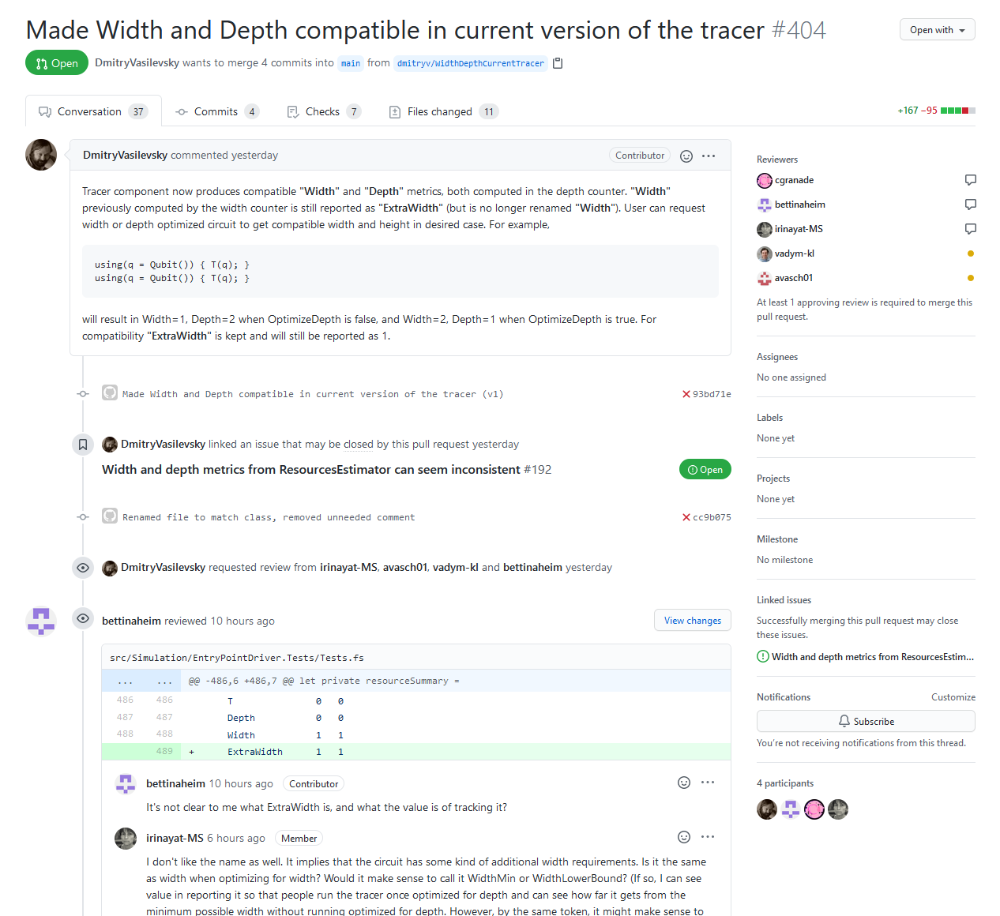 Made Width and Depth compatible in current version of the tracer #404
Open with
Open
DmitryVasilevsky wants to merge 4 commits into main from dmitryv/WidthDepthCurrentTracer
Conversation 37
Commits 4
Checks 7
Files changed 11
+167 −95
DmitryVasilevsky commented yesterday
Contributor
Tracer component now produces compatible "Width" and "Depth" metrics, both computed in the depth counter. "Width"
previously computed by the width counter is still reported as "ExtraWidth" (but is no longer renamed "Width"). User can request
width or depth optimized circuit to get compatible width and height in desired case. For example,
using(q = Qubit()) { T(q); }
using(q = Qubit()) { T(q); }
will result in Width=1, Depth=2 when OptimizeDepth is false, and Width=2, Depth=1 when OptimizeDepth is true. For
compatibility "ExtraWidth" is kept and will still be reported as 1.
Made Width and Depth compatible in current version of the tracer (v1)
93bd71e
DmitryVasilevsky linked an issue that may be closed by this pull request yesterday
Width and depth metrics from ResourcesEstimator can seem inconsistent #192
Open
Renamed file to match class, removed unneeded comment
cc9b075
DmitryVasilevsky requested review from irinayat-MS, avasch01, vadym-kl and bettinaheim yesterday
bettinaheim reviewed 10 hours ago
View changes
src/Simulation/EntryPointDriver.Tests/Tests.fs
... ... @@ -486,6 +486,7 @@ let private resourceSummary =
486 486 T 0 0
487 487 Depth 0 0
488 488 Width 1 1
489 + ExtraWidth 1 1
bettinaheim 10 hours ago Contributor
It's not clear to me what ExtraWidth is, and what the value is of tracking it?
irinayat-MS 6 hours ago Member
I don't like the name as well. It implies that the circuit has some kind of additional width requirements. Is it the same
as width when optimizing for width? Would it make sense to call it WidthMin or WidthLowerBound? (If so, I can see
value in reporting it so that people run the tracer once optimized for depth and can see how far it gets from the
minimum possible width without running optimized for depth. However, by the same token, it might make sense to
Reviewers
cgranade
bettinaheim
irinayat-MS
vadym-kl
avasch01
At least 1 approving review is required to merge this
pull request.
Assignees
No one assigned
Labels
None yet
Projects
None yet
Milestone
No milestone
Linked issues
Successfully merging this pull request may close
these issues.
Width and depth metrics from ResourcesEstim...
Notifications
Customize
Subscribe
You're not receiving notifications from this thread.
4 participants